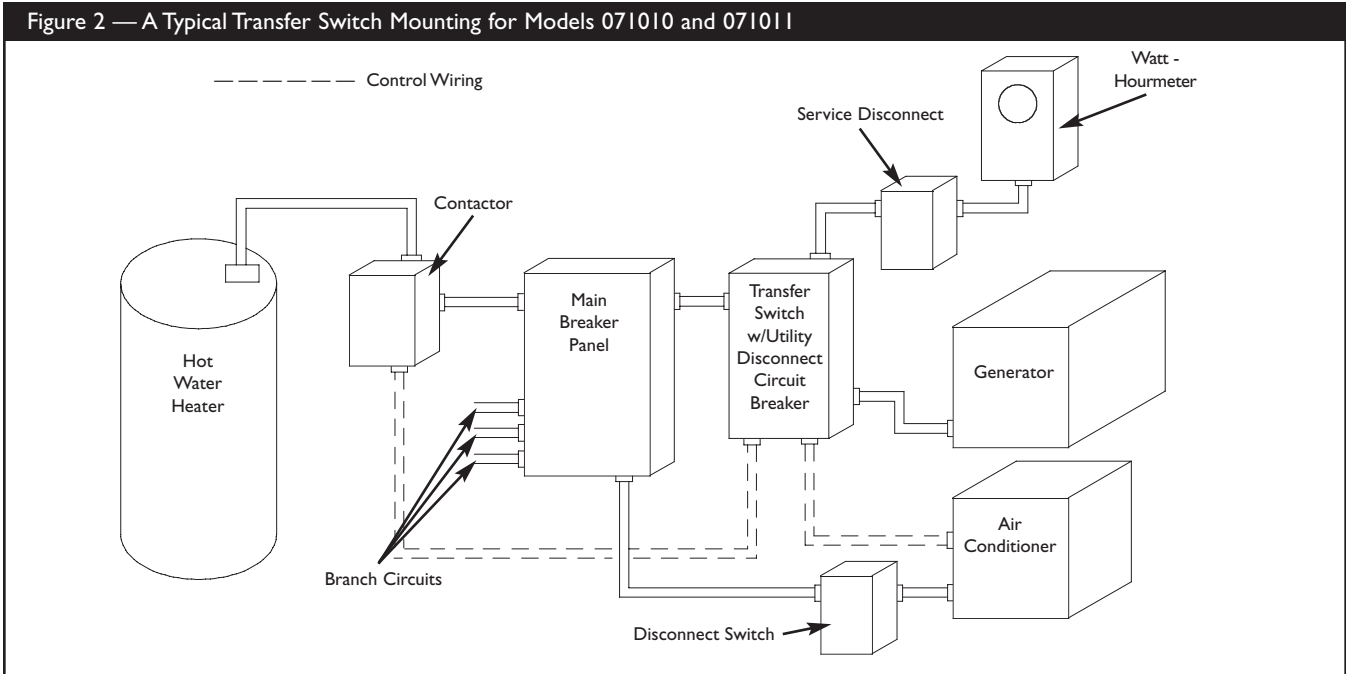 Figure 2 — A Typical Transfer Switch Mounting for Models 071010 and 071011
Control Wiring
Watt -
Hourmeter
Service Disconnect
Contactor
Main
Breaker
Panel
Transfer
Switch
w/Utility
Disconnect
Circuit
Breaker
Hot
Water
Heater
Generator
Air
Conditioner
Branch Circuits
Disconnect Switch